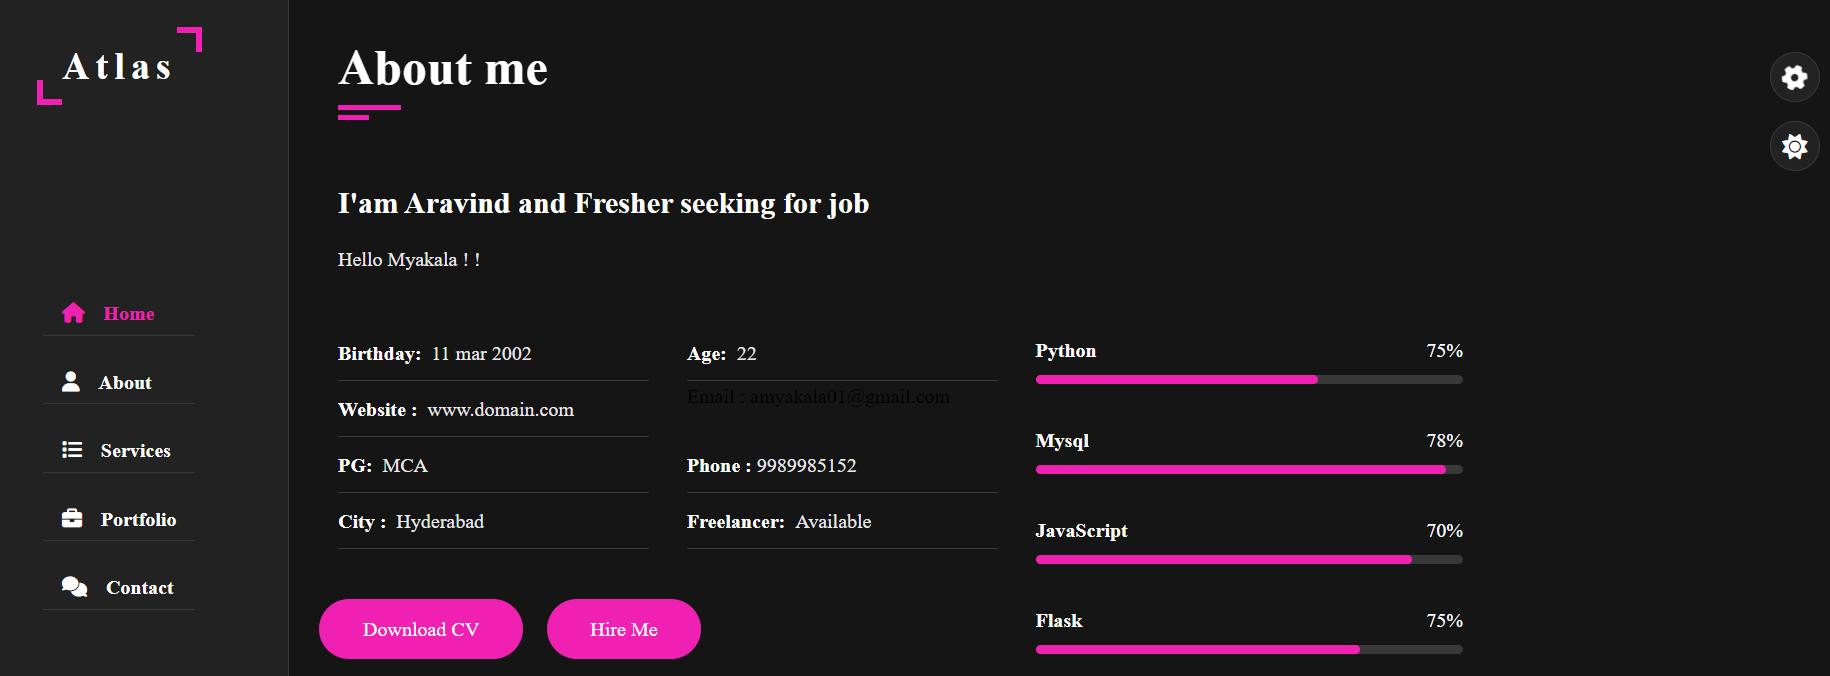 Atlas
Home
About
Services
Portfolio
Contact
About me
I'am Aravind and Fresher seeking for job
Hello Myakala ! !
Birthday: 11 mar 2002
Age: 22
Website : www.domain.com
Email : amyakala01@gmail.com
PG: MCA
Phone : 9989985152
City : Hyderabad
Freelancer: Available
Download CV
Hire Me
Python 75%
Mysql 78%
JavaScript 70%
Flask 75%